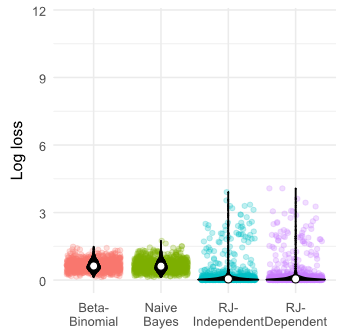 12
9
6
3
0
Log loss
Beta-
Binomial
Naive
Bayes
RJ-
Independent
RJ-
Dependent